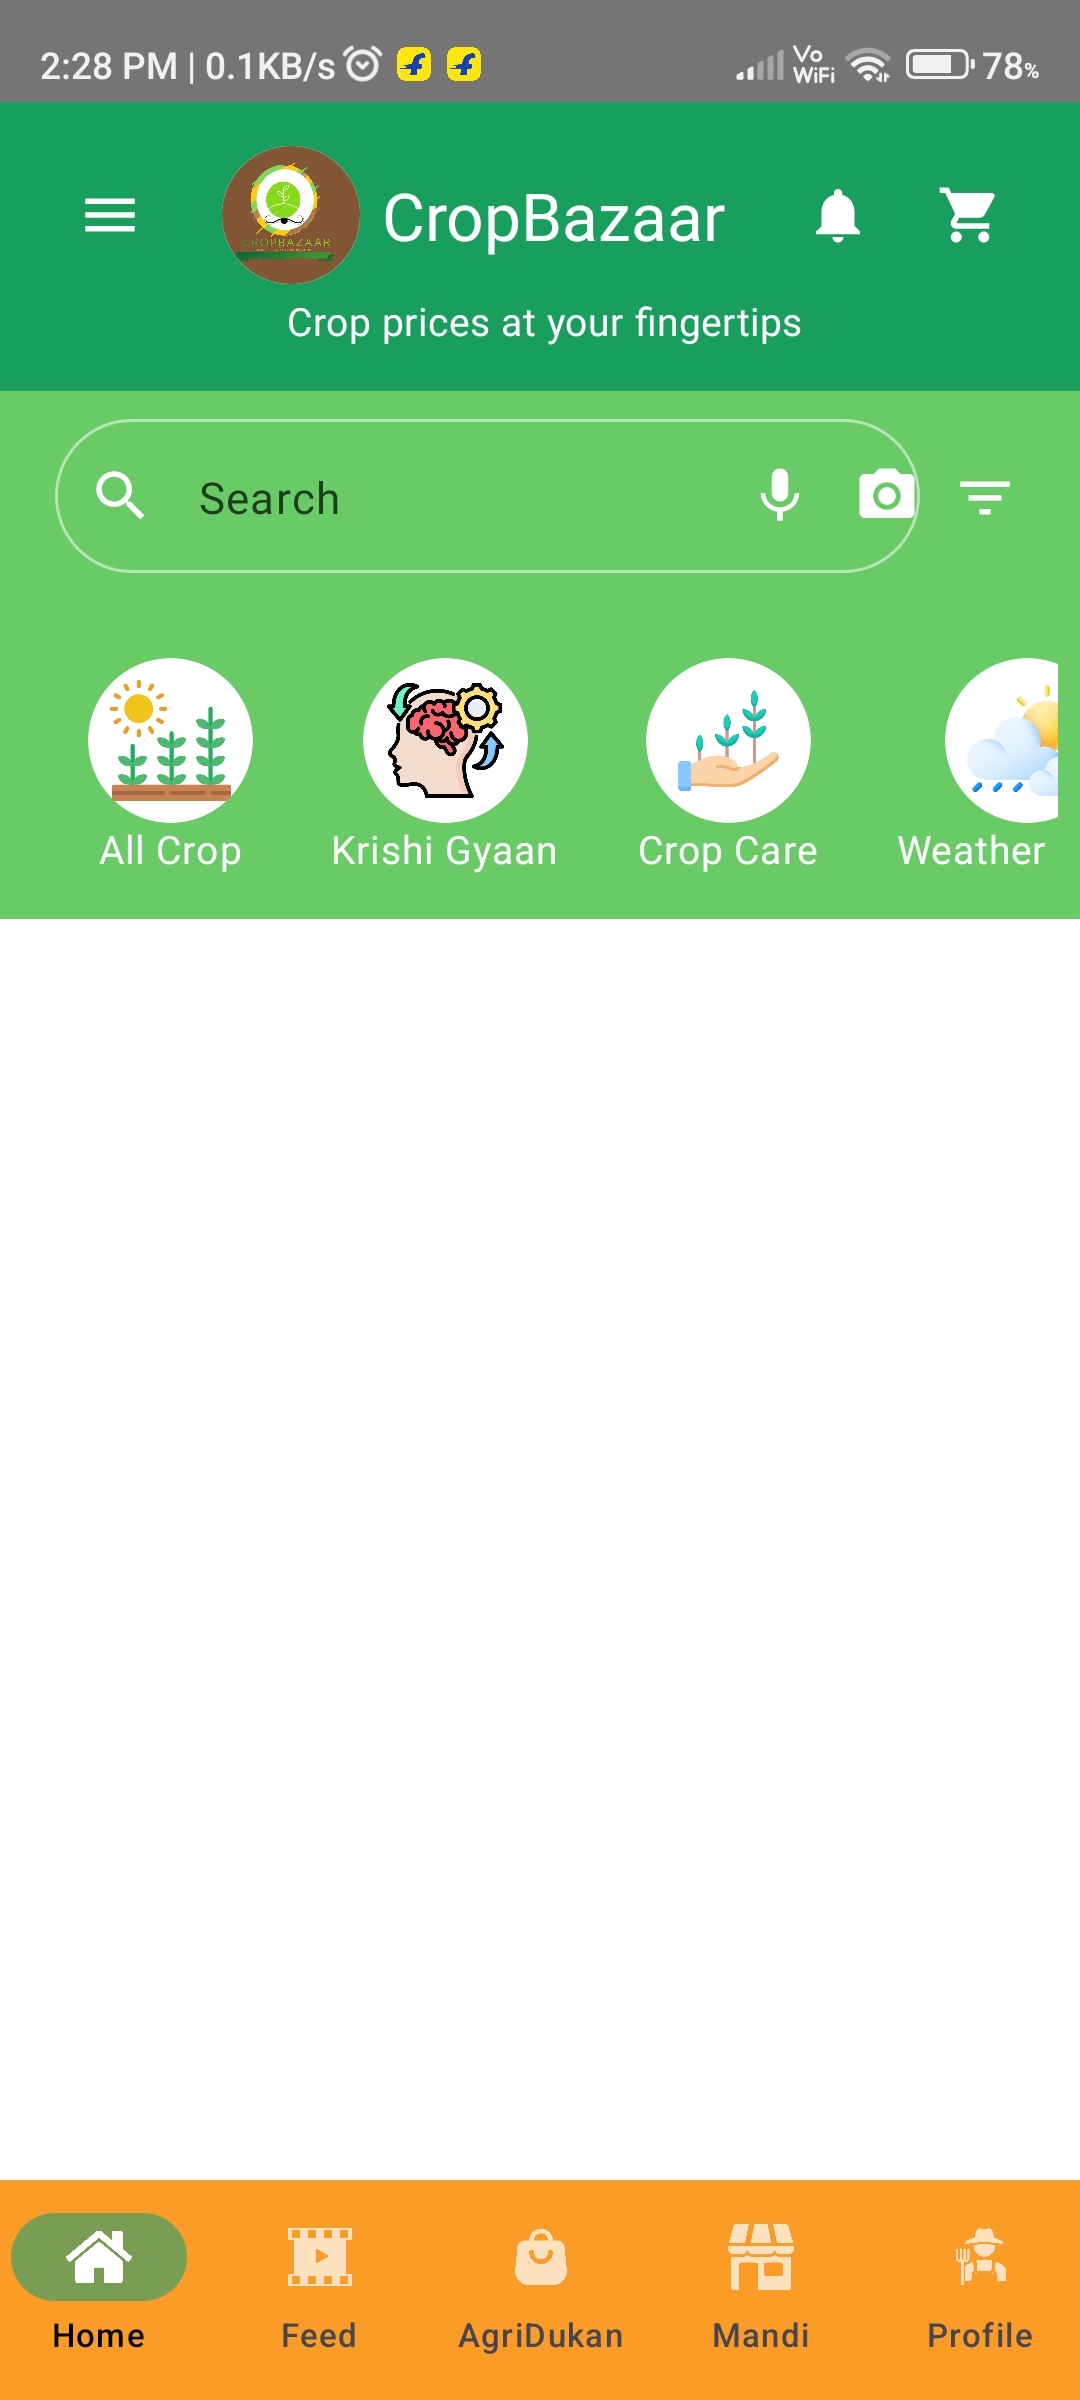 2:28 PM | 0.1KB/s Vo WiFi 78%
CROPBAZAAR
CropBazaar
Crop prices at your fingertips
Search
All Crop Krishi Gyaan Crop Care Weather
Home Feed AgriDukan Mandi Profile